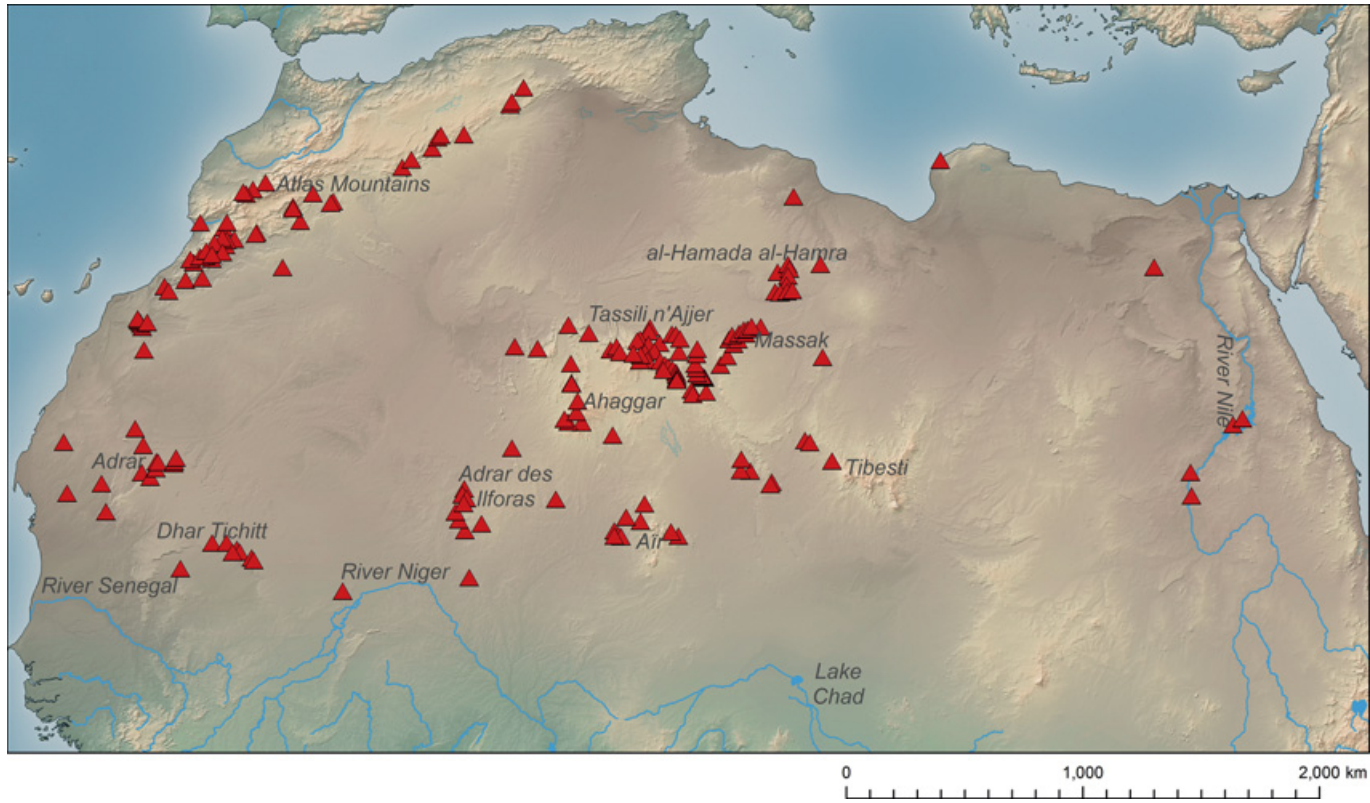 Atlas Mountains
al-Hamada al-Hamra
Tassili n'Ajjer
Massak
River Nile
Ahaggar
Adrar
Adrar des
Ilforas
Tibesti
Dhar Tichitt
Aïr
River Niger
River Senegal
Lake
Chad
0 1,000 2,000 km